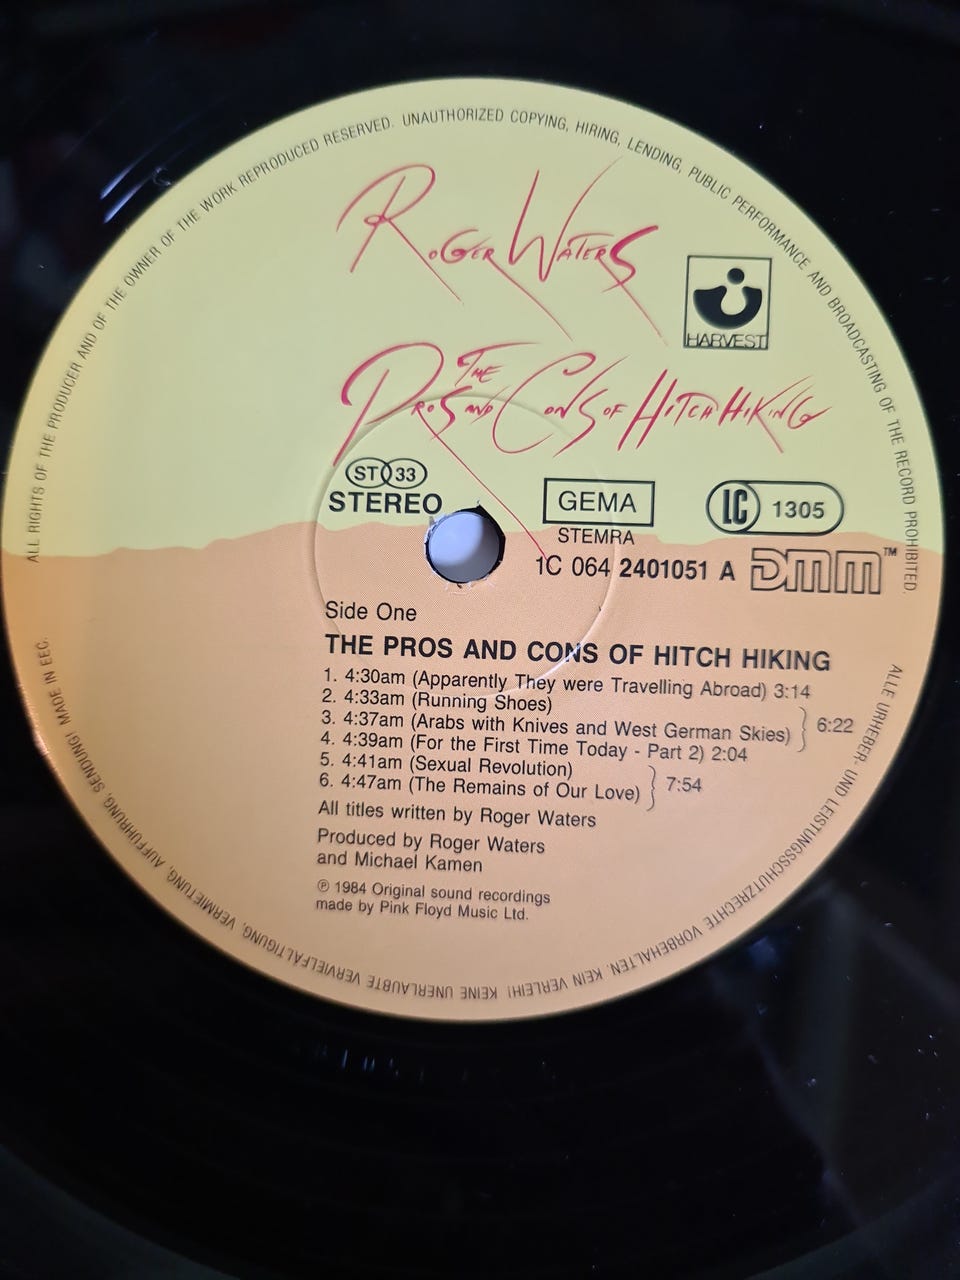 ALL RIGHTS OF THE PRODUCER AND OF THE OWNER OF THE WORK REPRODUCED RESERVED. UNAUTHORIZED COPYING, HIRING, LENDING, PUBLIC PERFORMANCE AND BROADCASTING OF THE RECORD PROHIBITED.
ROGER WATERS
HARVEST
THE
PROS AND CONS OF HITCH HIKING
ST 33
STEREO
GEMA
STEMRA
LC 1305
1C 064 2401051 A
DMM™
Side One
THE PROS AND CONS OF HITCH HIKING
1. 4:30am (Apparently They were Travelling Abroad) 3:14
2. 4:33am (Running Shoes)
3. 4:37am (Arabs with Knives and West German Skies) 6:22
4. 4:39am (For the First Time Today - Part 2) 2:04
5. 4:41am (Sexual Revolution)
6. 4:47am (The Remains of Our Love) 7:54
All titles written by Roger Waters
Produced by Roger Waters
and Michael Kamen
℗ 1984 Original sound recordings
made by Pink Floyd Music Ltd.
ALLE URHEBER- UND LEISTUNGSSCHUTZRECHTE VORBEHALTEN. KEIN VERLEIH! KEINE UNERLAUBTE VERVIELFÄLTIGUNG, VERMIETUNG, AUFFÜHRUNG, SENDUNG! MADE IN EEC.